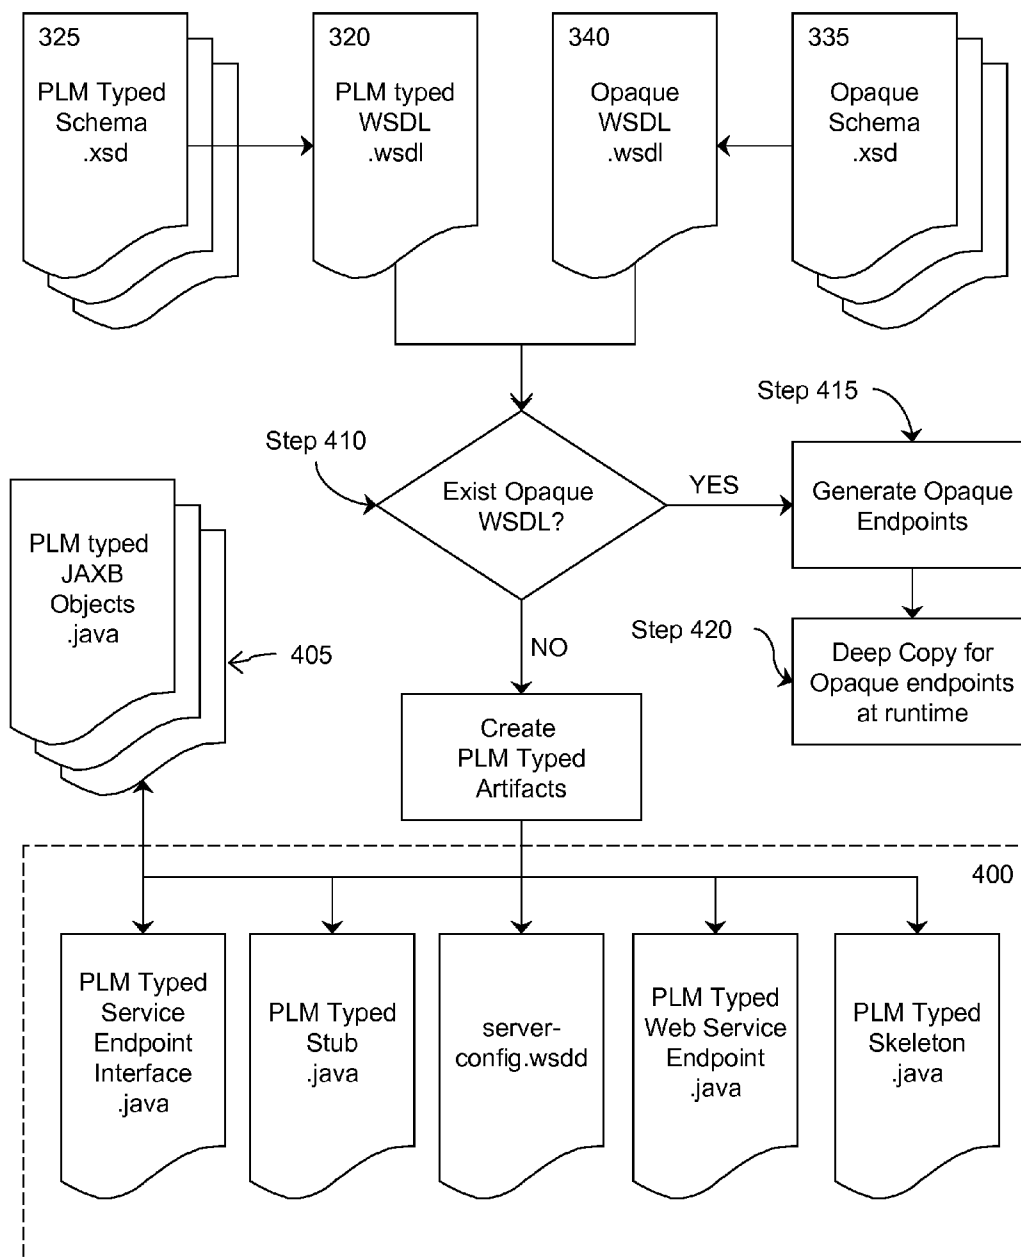 325
PLM Typed
Schema
.xsd
320
PLM typed
WSDL
.wsdl
340
Opaque
WSDL
.wsdl
335
Opaque
Schema
.xsd
Step 415
Step 410
Exist Opaque
WSDL?
YES
Generate Opaque
Endpoints
PLM typed
JAXB
Objects
.java
405
NO
Step 420
Deep Copy for
Opaque endpoints
at runtime
Create
PLM Typed
Artifacts
400
PLM Typed
Service
Endpoint
Interface
.java
PLM Typed
Stub
.java
server-
config.wsdd
PLM Typed
Web Service
Endpoint
.java
PLM Typed
Skeleton
.java